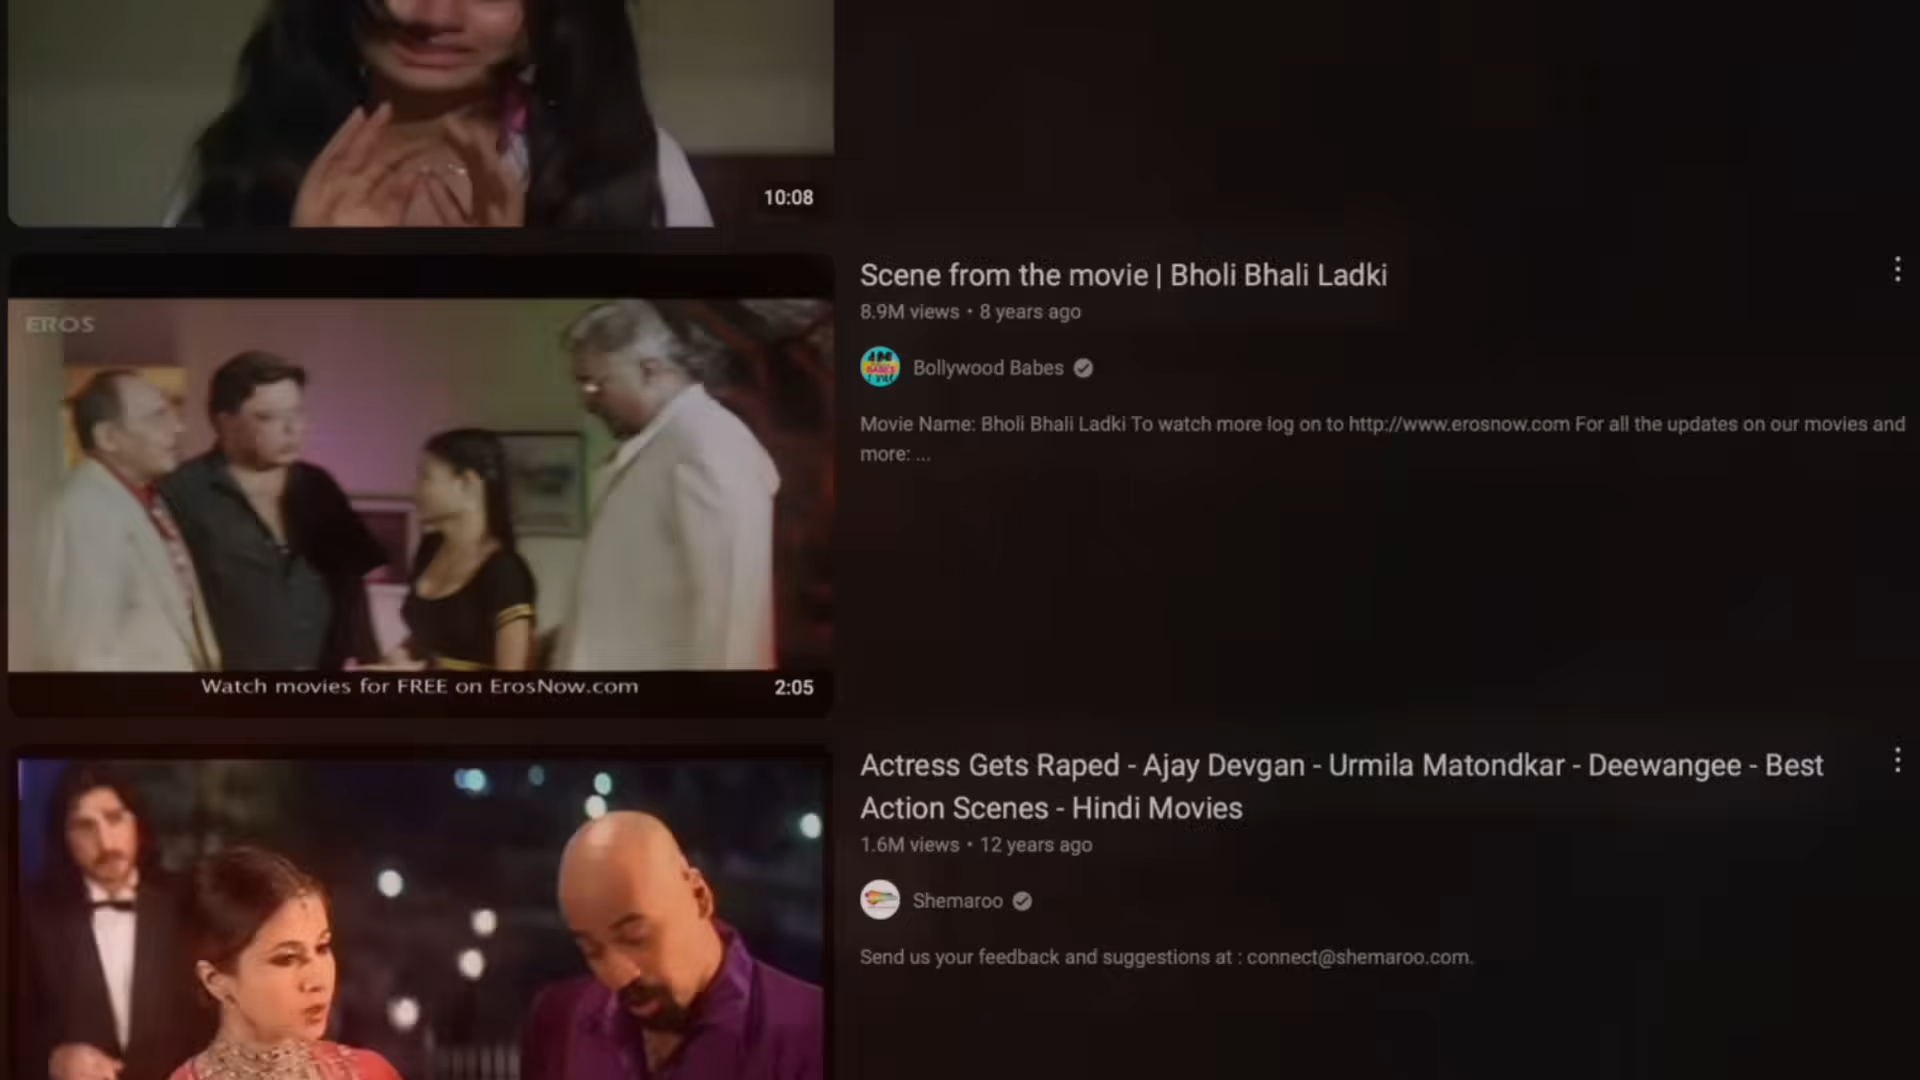 10:08
Scene from the movie | Bholi Bhali Ladki
8.9M views • 8 years ago
Bollywood Babes
Movie Name: Bholi Bhali Ladki To watch more log on to http://www.erosnow.com For all the updates on our movies and
more: ...
EROS
Watch movies for FREE on ErosNow.com
2:05
Actress Gets Raped - Ajay Devgan - Urmila Matondkar - Deewangee - Best
Action Scenes - Hindi Movies
1.6M views • 12 years ago
Shemaroo
Send us your feedback and suggestions at : connect@shemaroo.com.